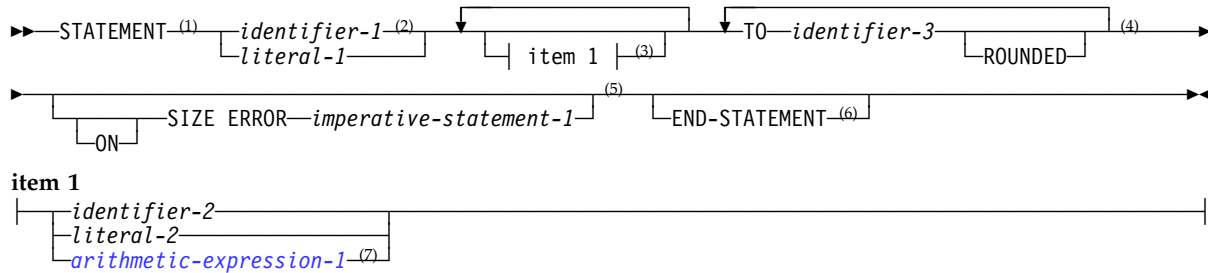 STATEMENT (1) identifier-1 (2) item 1 (3) TO identifier-3 ROUNDED (4)
literal-1
SIZE ERROR imperative-statement-1 (5) END-STATEMENT (6)
ON
item 1
identifier-2
literal-2
arithmetic-expression-1 (7)